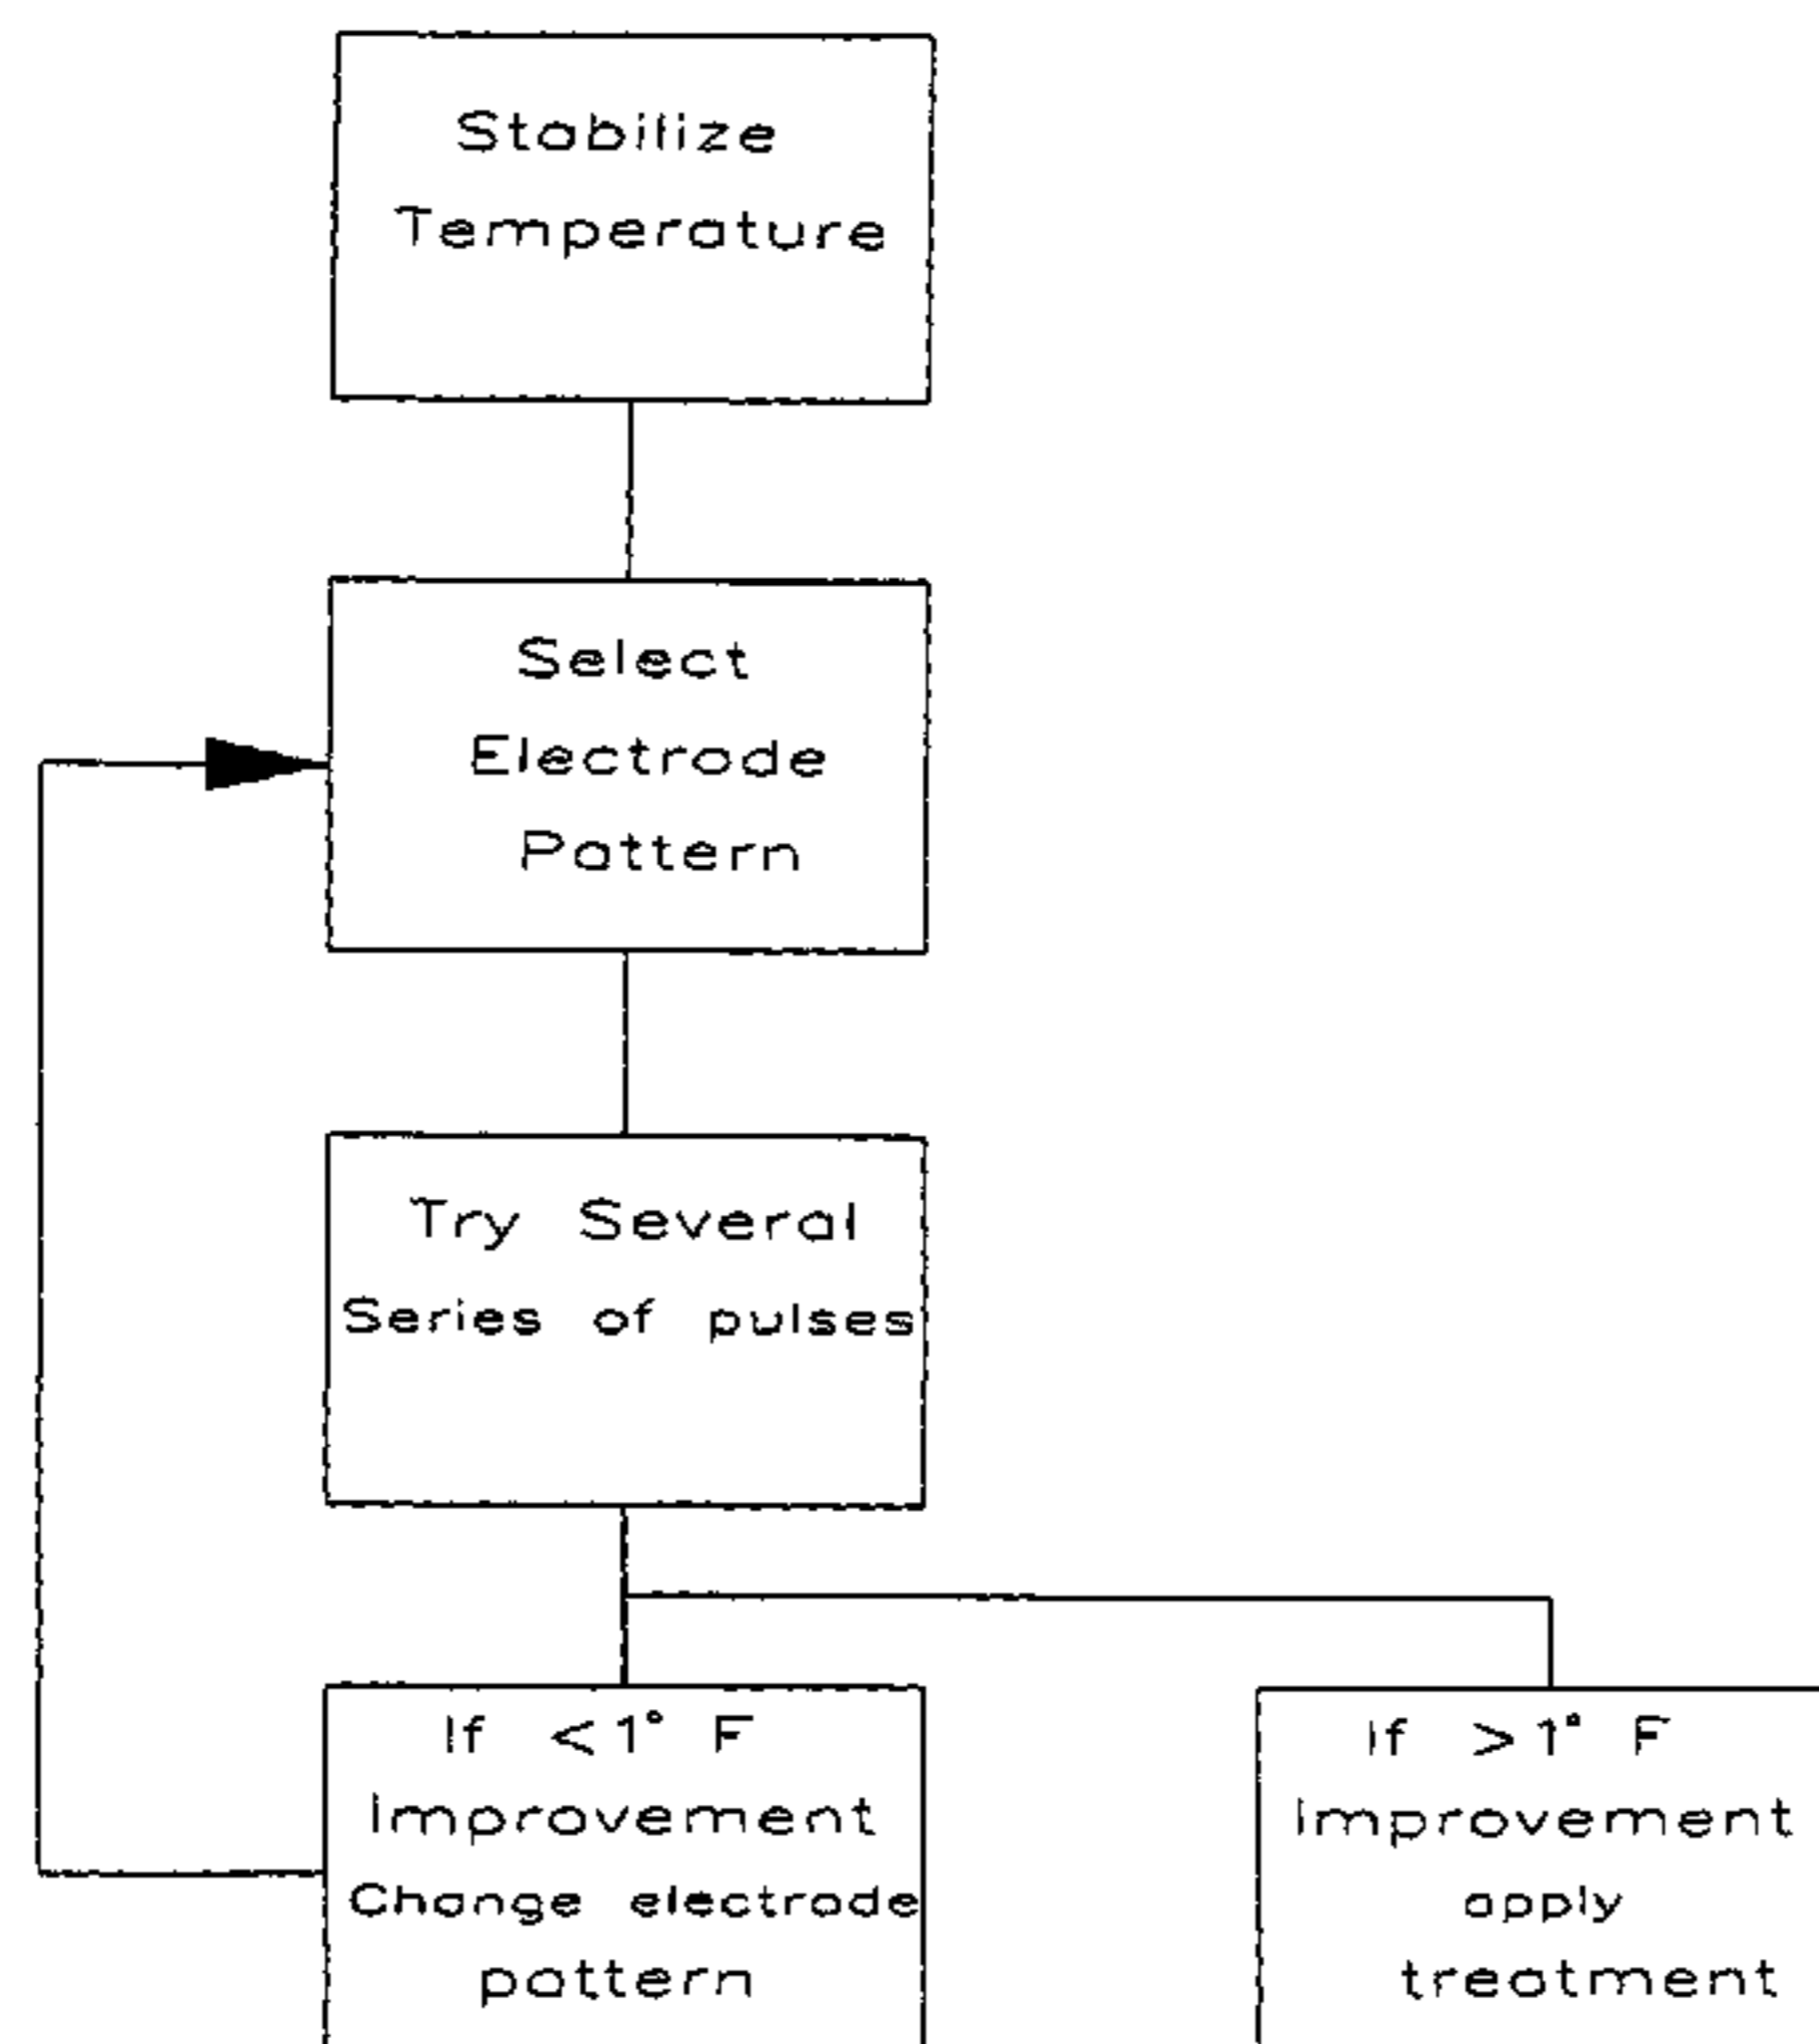 Stabilize
Temperature
Select
Electrode
Pattern
Try Several
Series of pulses
If <1° F
Improvement
Change electrode
pattern
If >1° F
Improvement
apply
treatment